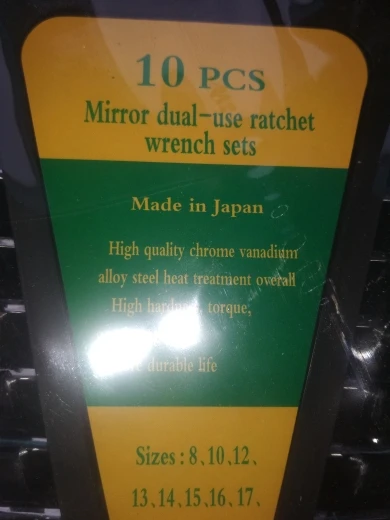 10 PCS
Mirror dual-use ratchet
wrench sets
Made in Japan
High quality chrome vanadium
alloy steel heat treatment overall
High torque,
durable life
Sizes : 8、10、12、
13、14、15、16、17、